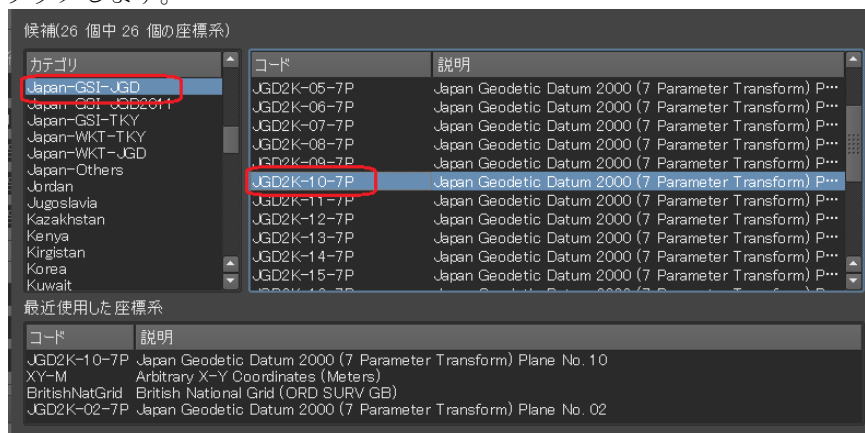 クリックします。
候補(26 個中 26 個の座標系)
カテゴリ
Japan-GSI-JGD
Japan-GSI-JGD2011
Japan-GSI-TKY
Japan-WKT-TKY
Japan-WKT-JGD
Japan-Others
Jordan
Jugoslavia
Kazakhstan
Kenya
Kirgistan
Korea
Kuwait
コード 説明
JGD2K-05-7P Japan Geodetic Datum 2000 (7 Parameter Transform) P…
JGD2K-06-7P Japan Geodetic Datum 2000 (7 Parameter Transform) P…
JGD2K-07-7P Japan Geodetic Datum 2000 (7 Parameter Transform) P…
JGD2K-08-7P Japan Geodetic Datum 2000 (7 Parameter Transform) P…
JGD2K-09-7P Japan Geodetic Datum 2000 (7 Parameter Transform) P…
JGD2K-10-7P Japan Geodetic Datum 2000 (7 Parameter Transform) P…
JGD2K-11-7P Japan Geodetic Datum 2000 (7 Parameter Transform) P…
JGD2K-12-7P Japan Geodetic Datum 2000 (7 Parameter Transform) P…
JGD2K-13-7P Japan Geodetic Datum 2000 (7 Parameter Transform) P…
JGD2K-14-7P Japan Geodetic Datum 2000 (7 Parameter Transform) P…
JGD2K-15-7P Japan Geodetic Datum 2000 (7 Parameter Transform) P…
最近使用した座標系
コード 説明
JGD2K-10-7P Japan Geodetic Datum 2000 (7 Parameter Transform) Plane No. 10
XY-M Arbitrary X-Y Coordinates (Meters)
BritishNatGrid British National Grid (ORD SURV GB)
JGD2K-02-7P Japan Geodetic Datum 2000 (7 Parameter Transform) Plane No. 02